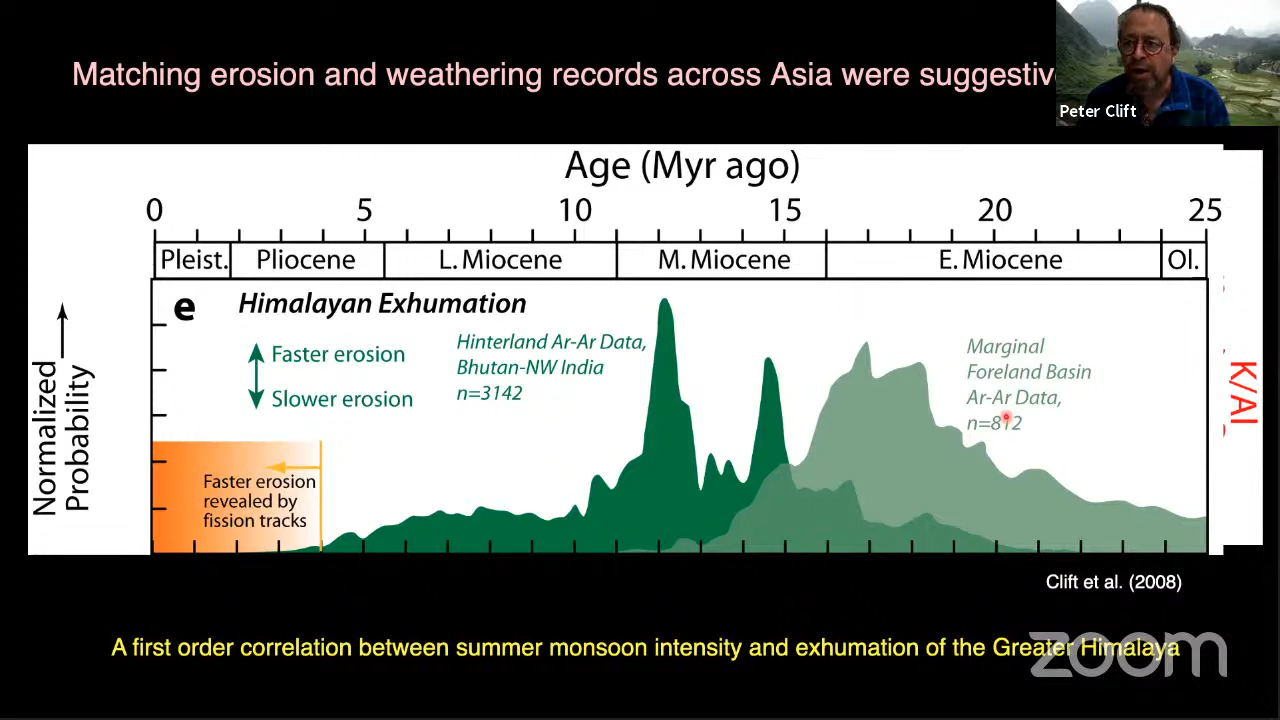 Matching erosion and weathering records across Asia were suggestive
Peter Clift
Age (Myr ago)
0 5 10 15 20 25
Pleist. Pliocene L. Miocene M. Miocene E. Miocene Ol.
e Himalayan Exhumation
Normalized
Probability
Faster erosion
Slower erosion
Hinterland Ar-Ar Data,
Bhutan-NW India
n=3142
Marginal
Foreland Basin
Ar-Ar Data,
n=812
K/Al
Faster erosion
revealed by
fission tracks
Clift et al. (2008)
A first order correlation between summer monsoon intensity and exhumation of the Greater Himalaya
zoom